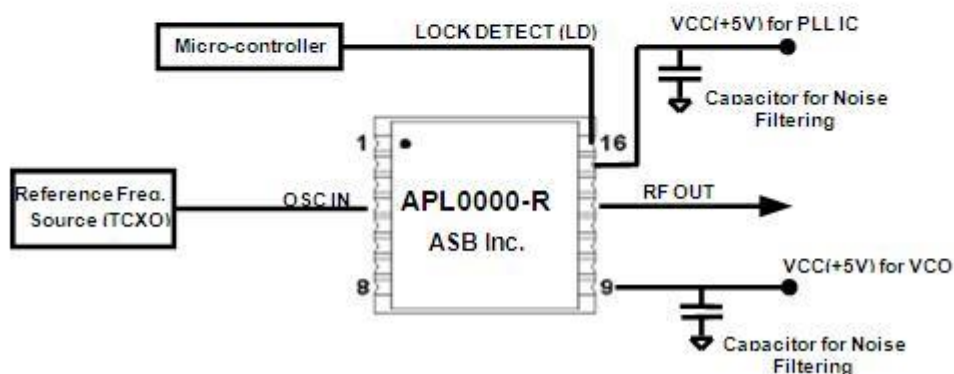 VCC(+5V) for PLL IC
LOCK DETECT (LD)
Micro-controller
Capacitor for Noise
Filtering
1
16
Reference Freq.
Source (TCXO)
OSC IN
APL0000-R
RF OUT
ASB Inc.
8
9
VCC(+5V) for VCO
Capacitor for Noise
Filtering